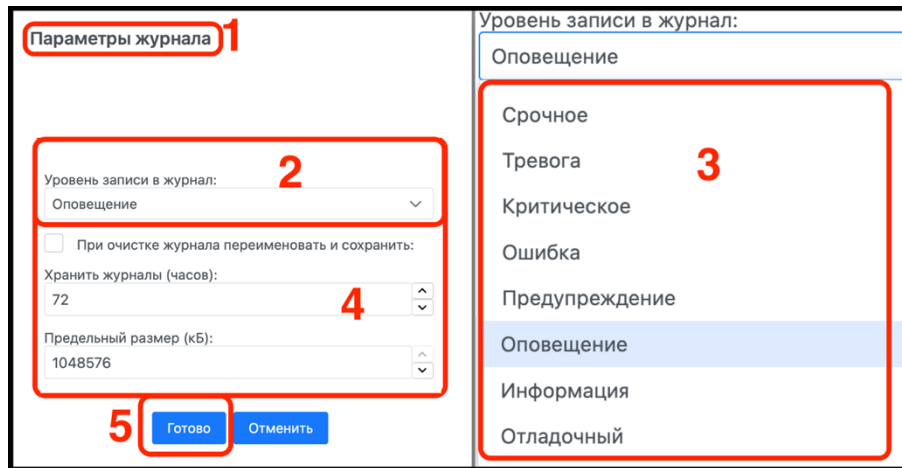 Параметры журнала 1
2
Уровень записи в журнал:
Оповещение
При очистке журнала переименовать и сохранить:
Хранить журналы (часов):
72
4
Предельный размер (кБ):
1048576
5
Готово
Отменить
Уровень записи в журнал:
Оповещение
Срочное
Тревога
3
Критическое
Ошибка
Предупреждение
Оповещение
Информация
Отладочный